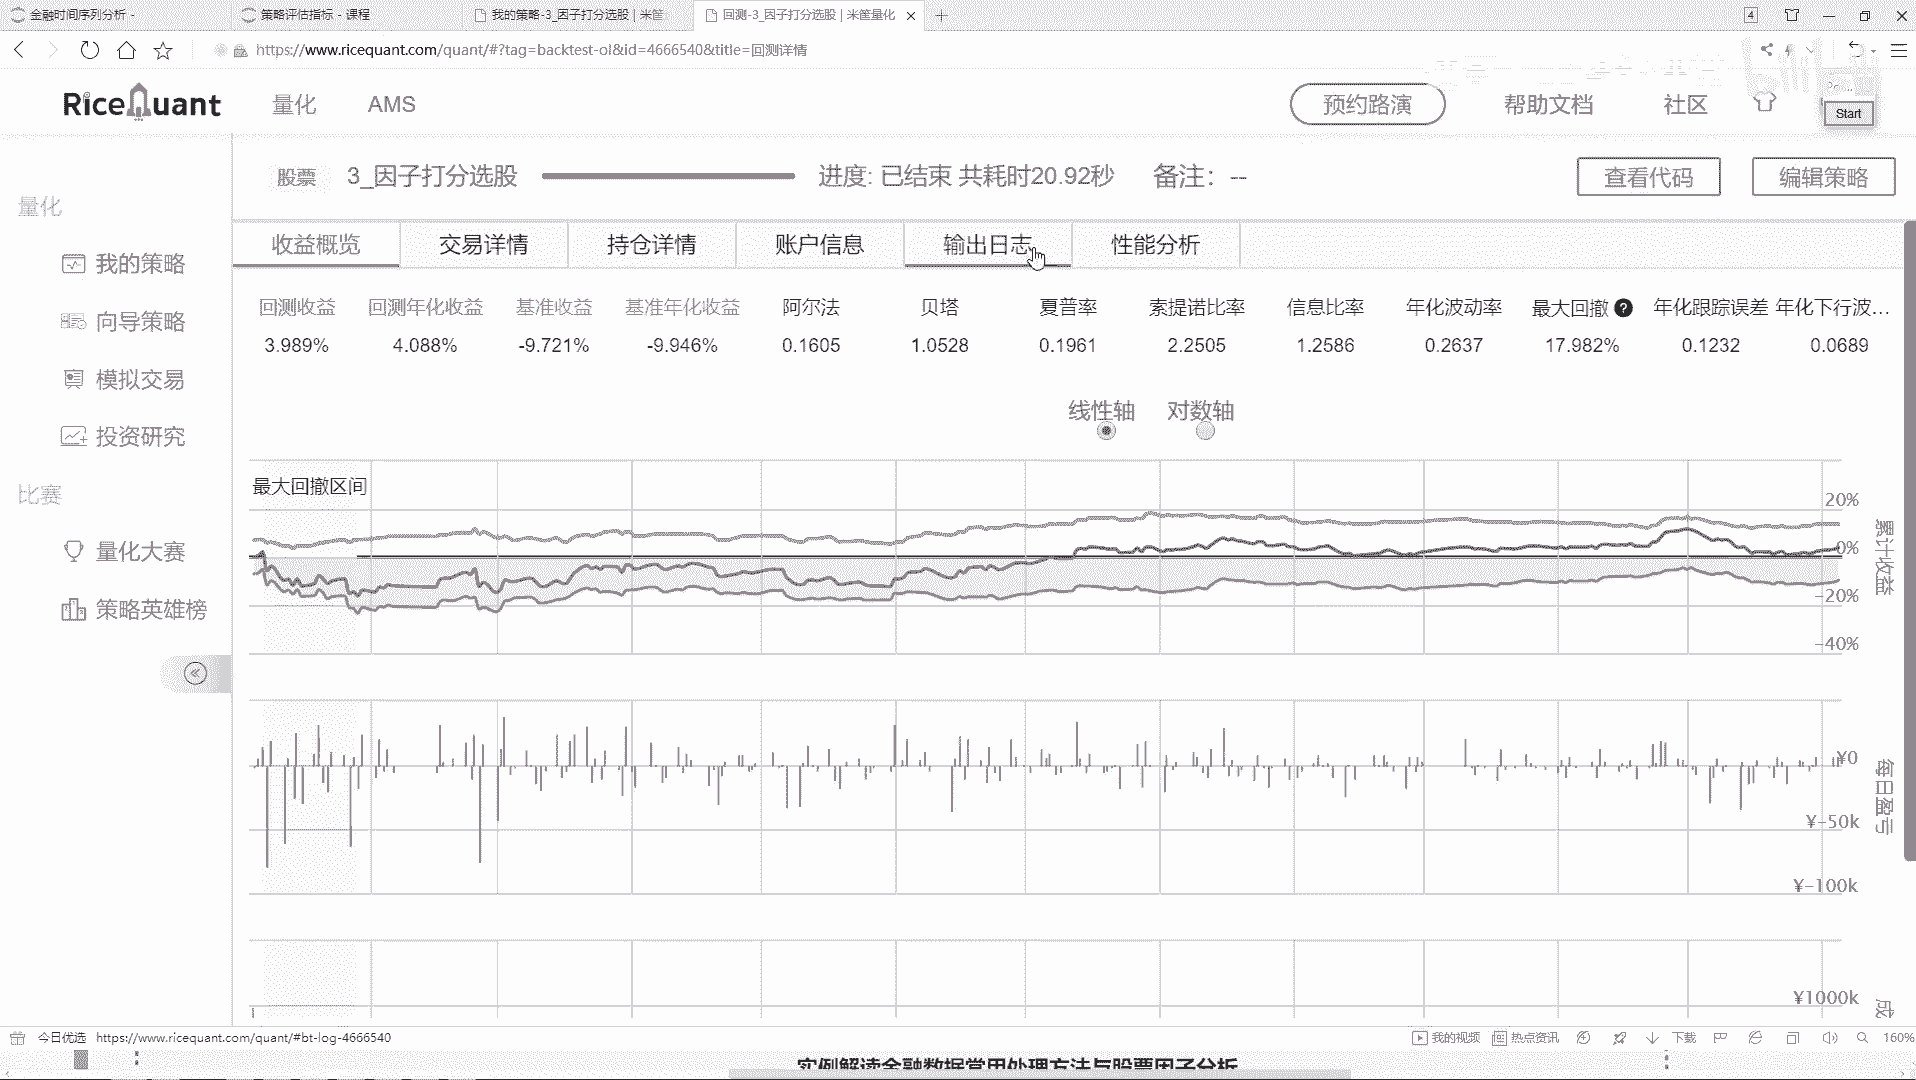 金融时间序列分析 -
策略评估指标 - 课程
我的策略-3_因子打分选股 | 米筐
回测-3_因子打分选股 | 米筐量化
4
https://www.ricequant.com/quant/#?tag=backtest-ol&id=4666540&title=回测详情
RiceQuant
量化
AMS
预约路演
帮助文档
社区
Start
股票
3_因子打分选股
进度: 已结束 共耗时20.92秒
备注: --
查看代码
编辑策略
量化
我的策略
向导策略
模拟交易
投资研究
比赛
量化大赛
策略英雄榜
收益概览
交易详情
持仓详情
账户信息
输出日志
性能分析
回测收益 回测年化收益 基准收益 基准年化收益 阿尔法 贝塔 夏普率 索提诺比率 信息比率 年化波动率 最大回撤 ? 年化跟踪误差 年化下行波...
3.989% 4.088% -9.721% -9.946% 0.1605 1.0528 0.1961 2.2505 1.2586 0.2637 17.982% 0.1232 0.0689
线性轴 对数轴
最大回撤区间
20%
0%
-20%
-40%
累计收益
¥0
¥-50k
¥-100k
每日盈亏
¥1000k
成
今日优选
https://www.ricequant.com/quant/#bt-log-4666540
我的视频
热点资讯
下载
160%
实例解读金融数据常用处理方法与股票因子分析